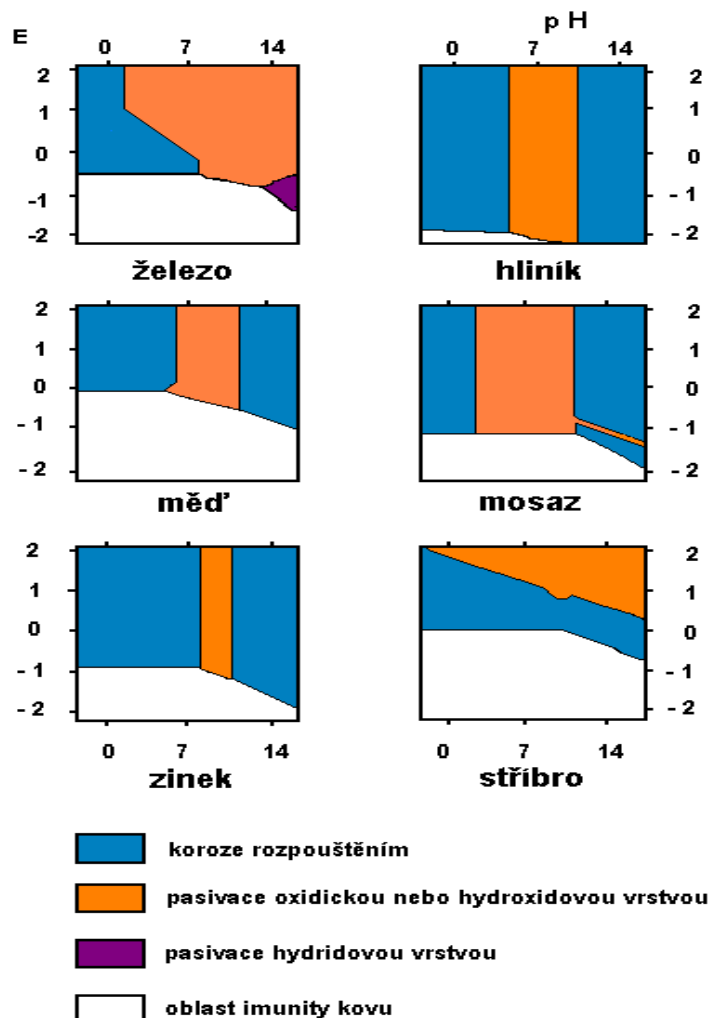 E
p H
0 7 14
0 7 14
2
1
0
-1
-2
2
1
0
- 1
- 2
železo
hliník
2
1
0
- 1
- 2
2
1
0
- 1
- 2
měď
mosaz
2
1
0
- 1
- 2
2
1
0
- 1
- 2
0 7 14
0 7 14
zinek
stříbro
koroze rozpouštěním
pasivace oxidickou nebo hydroxidovou vrstvou
pasivace hydridovou vrstvou
oblast imunity kovu